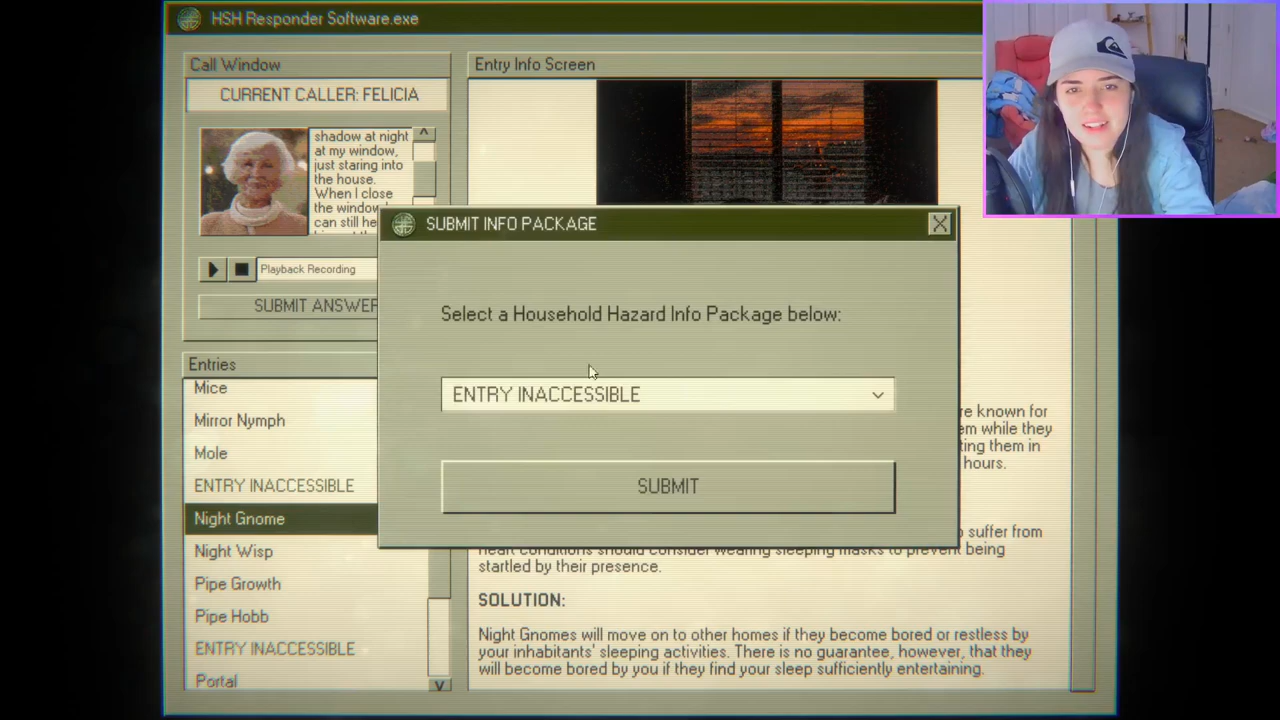 HSH Responder Software.exe
Call Window
CURRENT CALLER: FELICIA
shadow at night
at my window,
just staring into
the house.
When I close
the window
can still he
Playback Recording
SUBMIT ANSWER
Entries
Mice
Mirror Nymph
Mole
ENTRY INACCESSIBLE
Night Gnome
Night Wisp
Pipe Growth
Pipe Hobb
ENTRY INACCESSIBLE
Portal
Entry Info Screen
SUBMIT INFO PACKAGE
Select a Household Hazard Info Package below:
ENTRY INACCESSIBLE
SUBMIT
re known for
em while they
ting them in
hours.
o suffer from
heart conditions should consider wearing sleeping masks to prevent being
startled by their presence.
SOLUTION:
Night Gnomes will move on to other homes if they become bored or restless by
your inhabitants' sleeping activities. There is no guarantee, however, that they
will become bored by you if they find your sleep sufficiently entertaining.